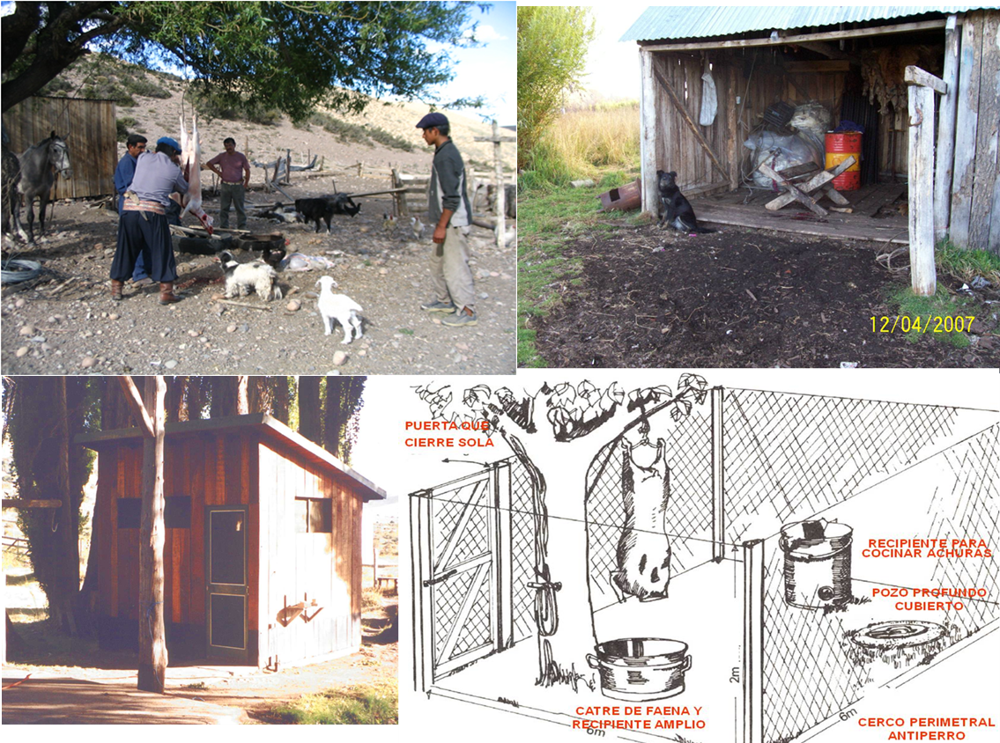 12/04/2007
PUERTA QUE
CIERRE SOLA
RECIPIENTE PARA
COCINAR ACHURAS
POZO PROFUNDO
CUBIERTO
2m
CATRE DE FAENA Y
RECIPIENTE AMPLIO
6m
6m
CERCO PERIMETRAL
ANTIPERRO